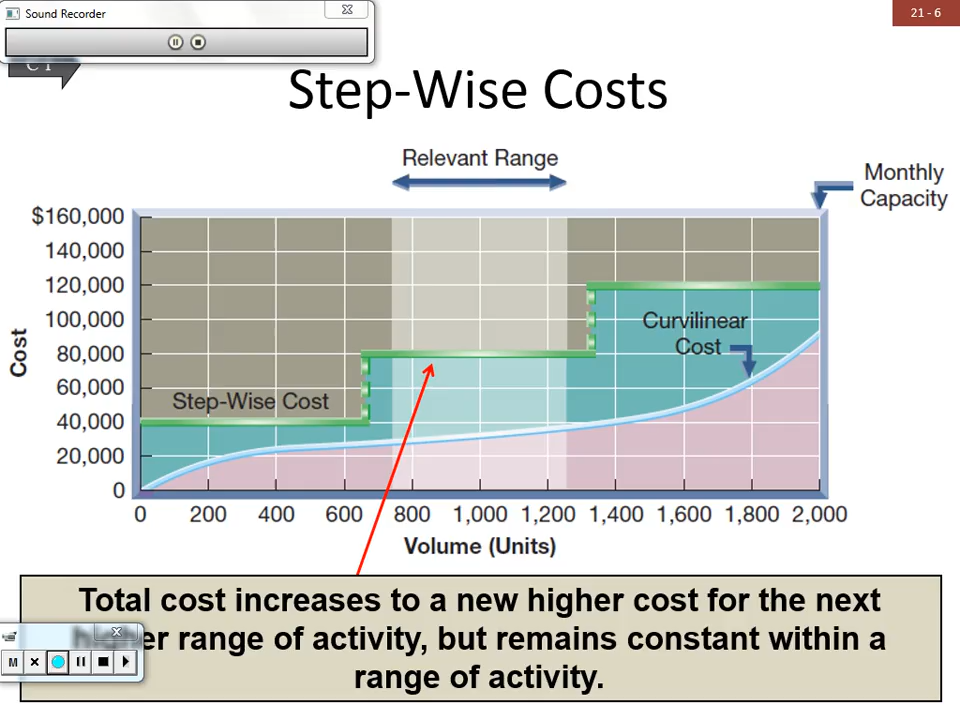 Sound Recorder
21 - 6
C 1
Step-Wise Costs
Relevant Range
Monthly
Capacity
$160,000
140,000
120,000
100,000
80,000
60,000
40,000
20,000
0
Cost
Curvilinear
Cost
Step-Wise Cost
0 200 400 600 800 1,000 1,200 1,400 1,600 1,800 2,000
Volume (Units)
Total cost increases to a new higher cost for the next
higher range of activity, but remains constant within a
range of activity.
M